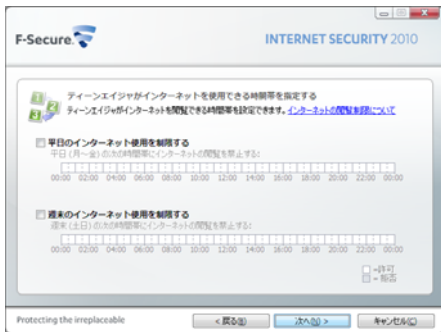 F-Secure.
INTERNET SECURITY 2010
ティーンエイジャがインターネットを使用できる時間帯を指定する
ティーンエイジャがインターネットを閲覧できる時間帯を設定できます。インターネットの閲覧制限について
平日のインターネット使用を制限する
平日(月～金)の次の時間帯にインターネットの閲覧を禁止する:
00:00 02:00 04:00 06:00 08:00 10:00 12:00 14:00 16:00 18:00 20:00 22:00 00:00
週末のインターネット使用を制限する
週末(土日)の次の時間帯にインターネットの閲覧を禁止する:
00:00 02:00 04:00 06:00 08:00 10:00 12:00 14:00 16:00 18:00 20:00 22:00 00:00
=許可
=拒否
Protecting the irreplaceable
<戻る(B)
次へ(N)>
キャンセル(C)